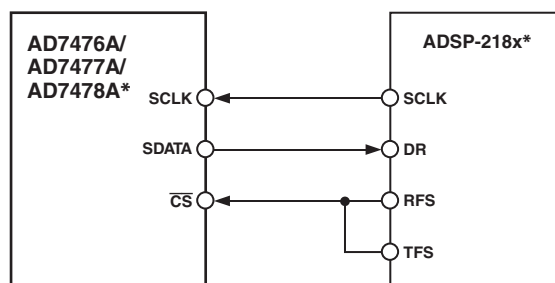 AD7476A/
AD7477A/
AD7478A*
SCLK
SDATA
CS
ADSP-218x*
SCLK
DR
RFS
TFS